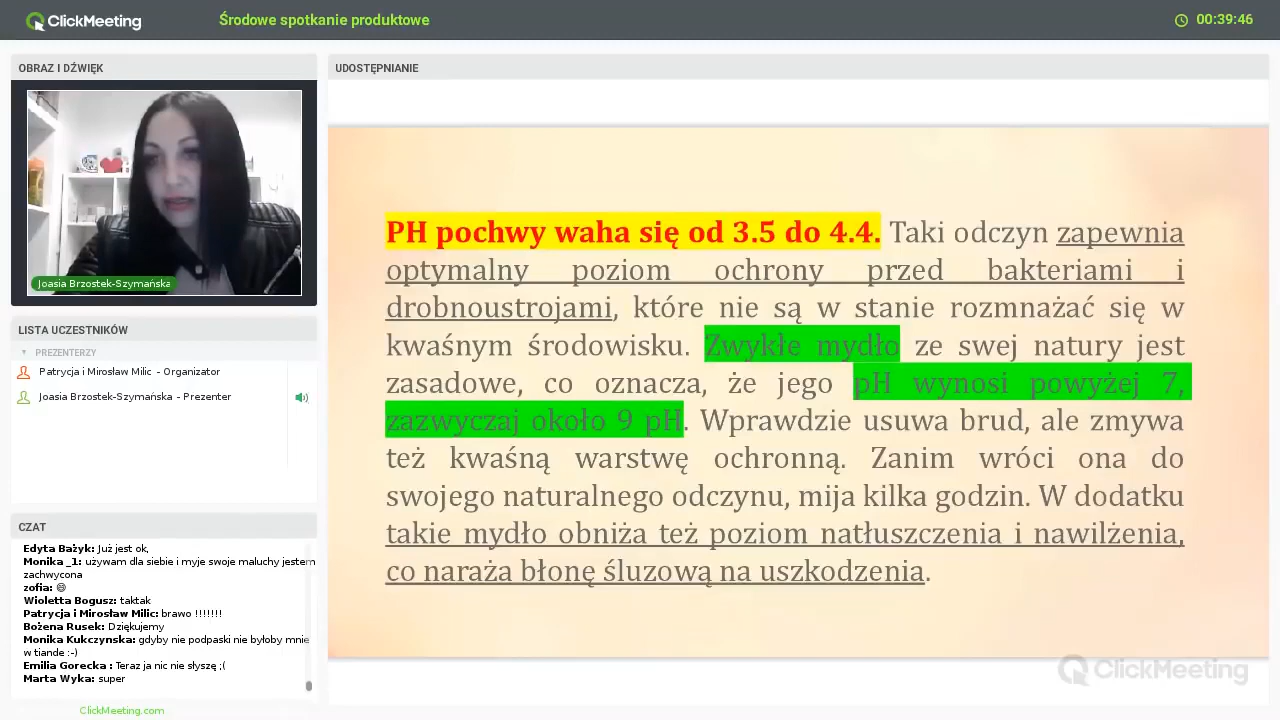 ClickMeeting
Środowe spotkanie produktowe
00:39:46
OBRAZ I DŹWIĘK
Joasia Brzostek-Szymańska
LISTA UCZESTNIKÓW
PREZENTERZY
Patrycja i Mirosław Milic - Organizator
Joasia Brzostek-Szymańska - Prezenter
CZAT
Edyta Bażyk: Już jest ok,
Monika _1: używam dla siebie i myje swoje maluchy jestem
zachwycona
zofia: 😄
Wioletta Bogusz: taktak
Patrycja i Mirosław Milic: brawo !!!!!!!
Bożena Rusek: Dziękujemy
Monika Kukczynska: gdyby nie podpaski nie byłoby mnie
w tiande :-)
Emilia Gorecka : Teraz ja nic nie słyszę ;(
Marta Wyka: super
ClickMeeting.com
UDOSTĘPNIANIE
PH pochwy waha się od 3.5 do 4.4. Taki odczyn zapewnia
optymalny poziom ochrony przed bakteriami i
drobnoustrojami, które nie są w stanie rozmnażać się w
kwaśnym środowisku. Zwykłe mydło ze swej natury jest
zasadowe, co oznacza, że jego pH wynosi powyżej 7,
zazwyczaj około 9 pH. Wprawdzie usuwa brud, ale zmywa
też kwaśną warstwę ochronną. Zanim wróci ona do
swojego naturalnego odczynu, mija kilka godzin. W dodatku
takie mydło obniża też poziom natłuszczenia i nawilżenia,
co naraża błonę śluzową na uszkodzenia.
ClickMeeting